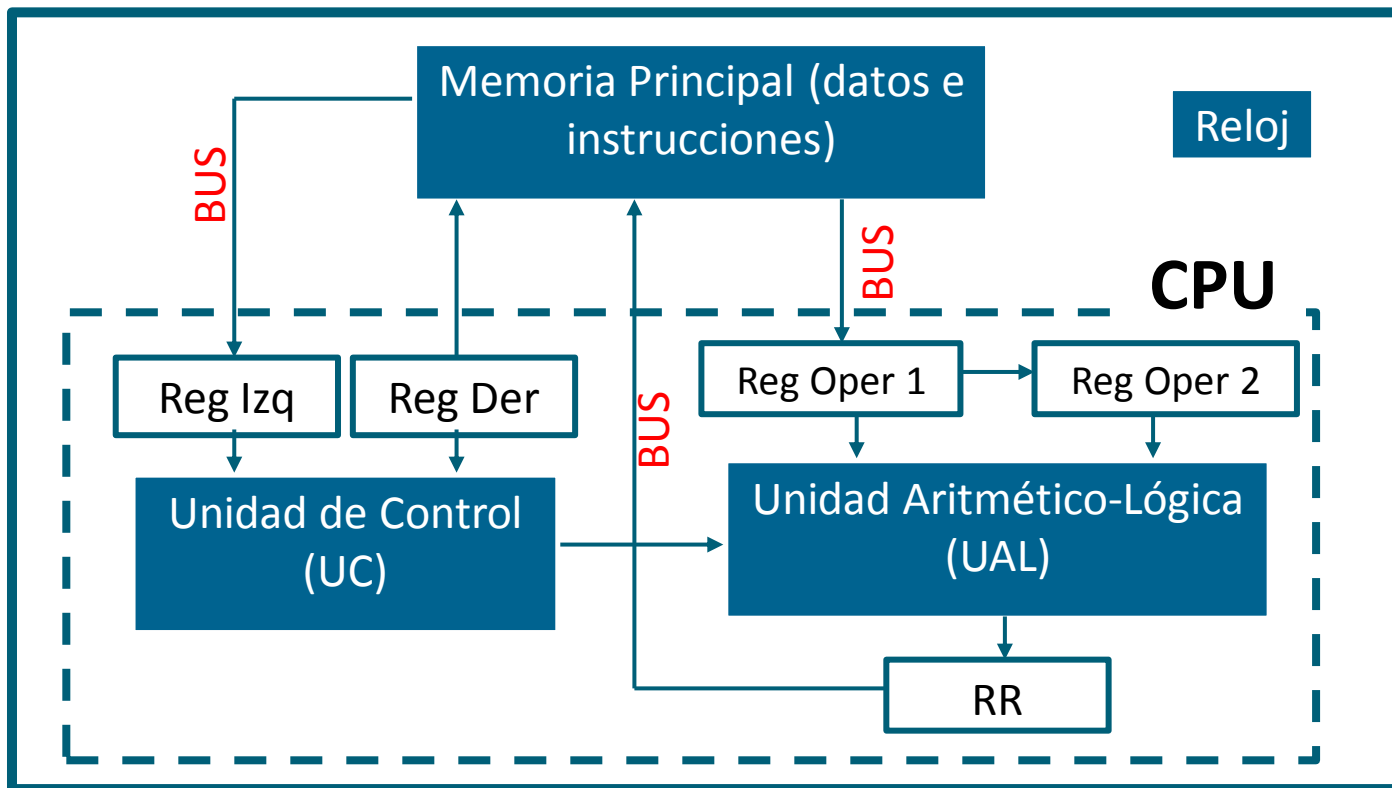 Memoria Principal (datos e
instrucciones)
Reloj
BUS
BUS
CPU
Reg Izq
Reg Der
BUS
Reg Oper 1
Reg Oper 2
Unidad de Control
(UC)
Unidad Aritmético-Lógica
(UAL)
RR